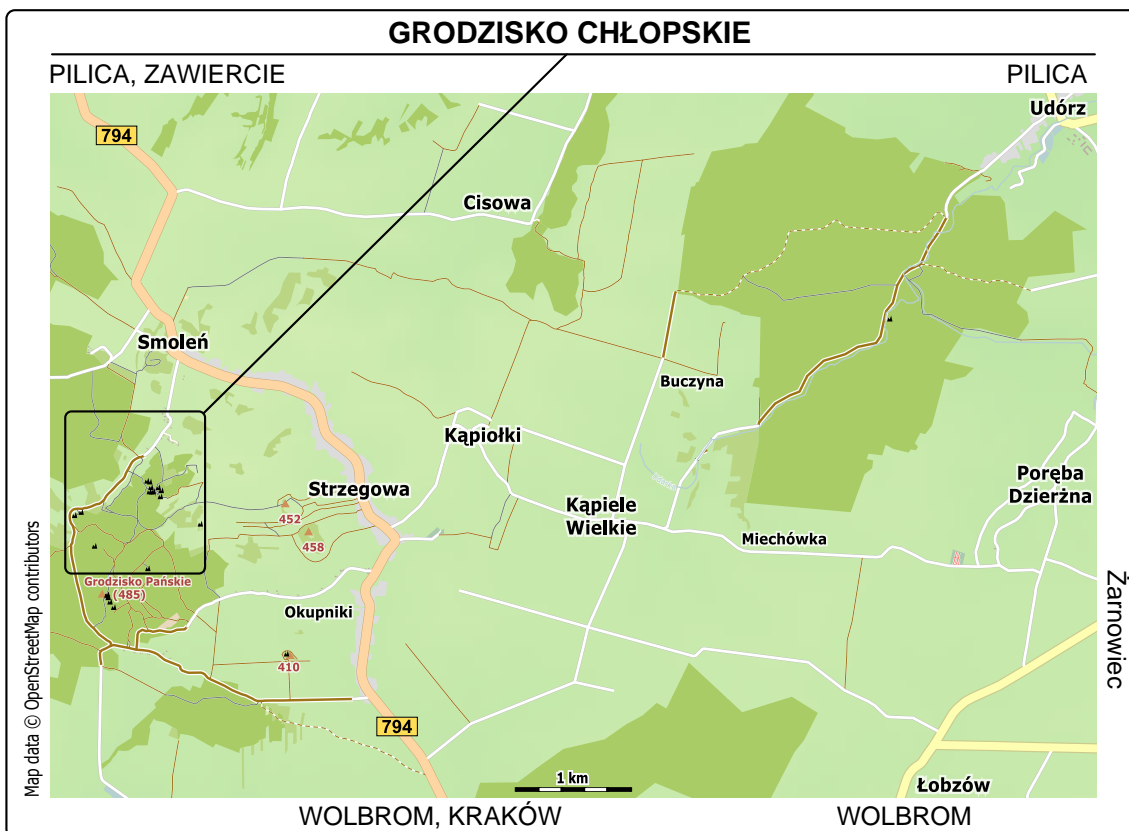 GRODZISKO CHŁOPSKIE
PILICA, ZAWIERCIE
PILICA
Udórz
794
Cisowa
Smoleń
Buczyna
Kąpiołki
Strzegowa
Poręba
Dzierżna
Kąpiele
Wielkie
452
458
Miechówka
Grodzisko Pańskie
(485)
Okupniki
410
Żarnowiec
794
1 km
Łobzów
Map data © OpenStreetMap contributors
WOLBROM, KRAKÓW
WOLBROM